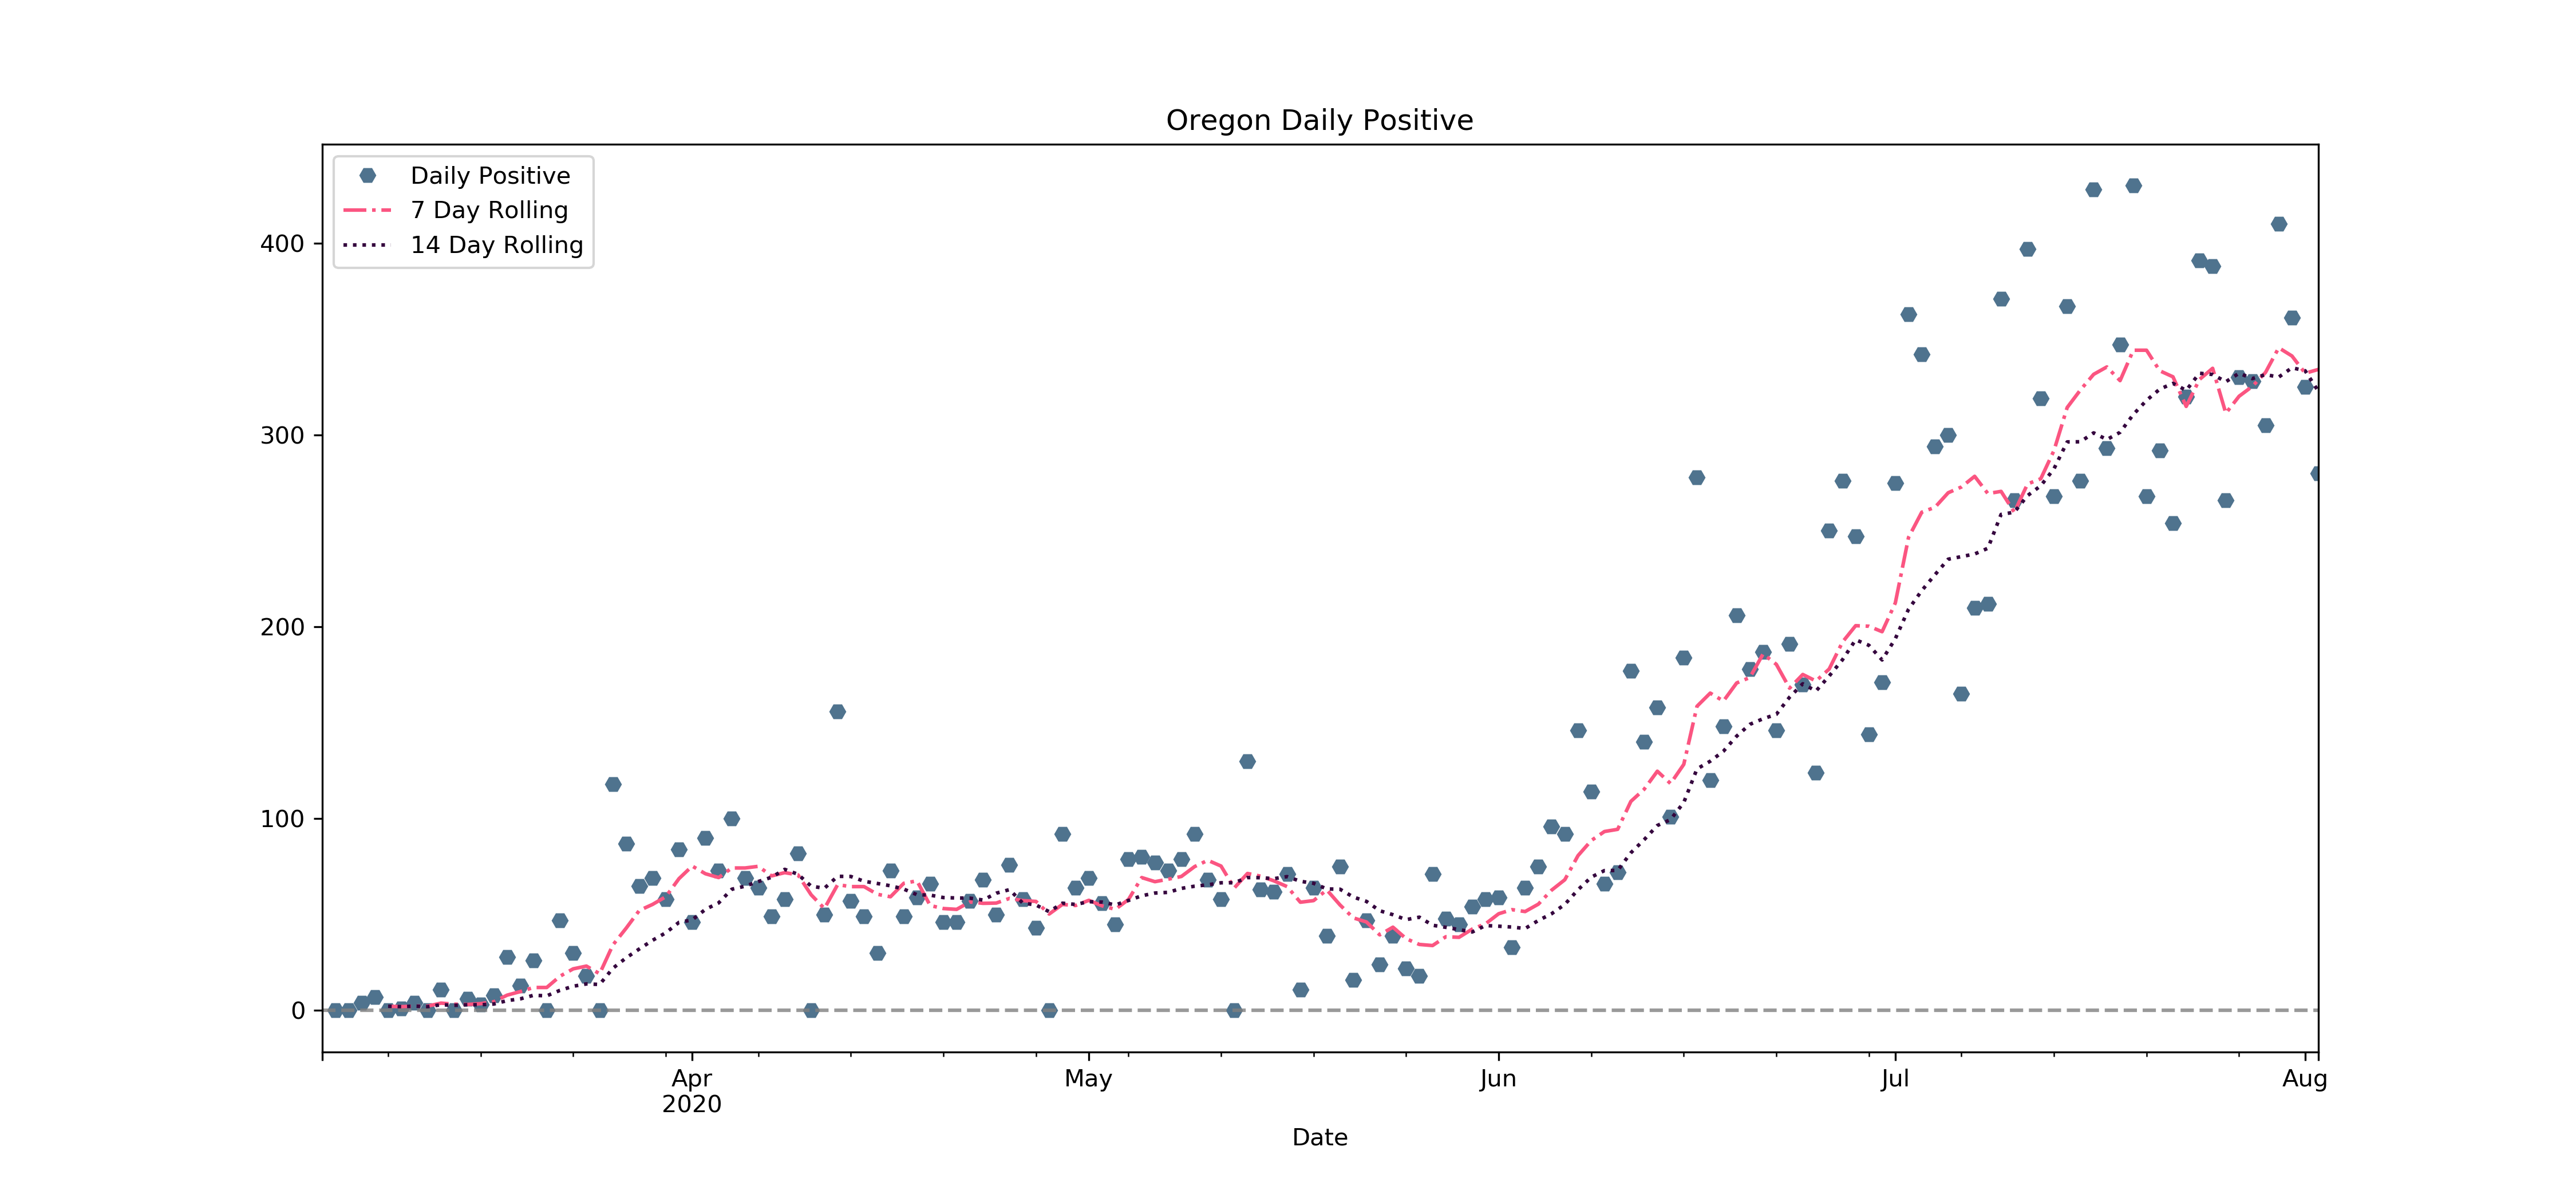 Oregon Daily Positive
Daily Positive
7 Day Rolling
14 Day Rolling
400
300
200
100
0
Apr
2020
May
Jun
Jul
Aug
Date